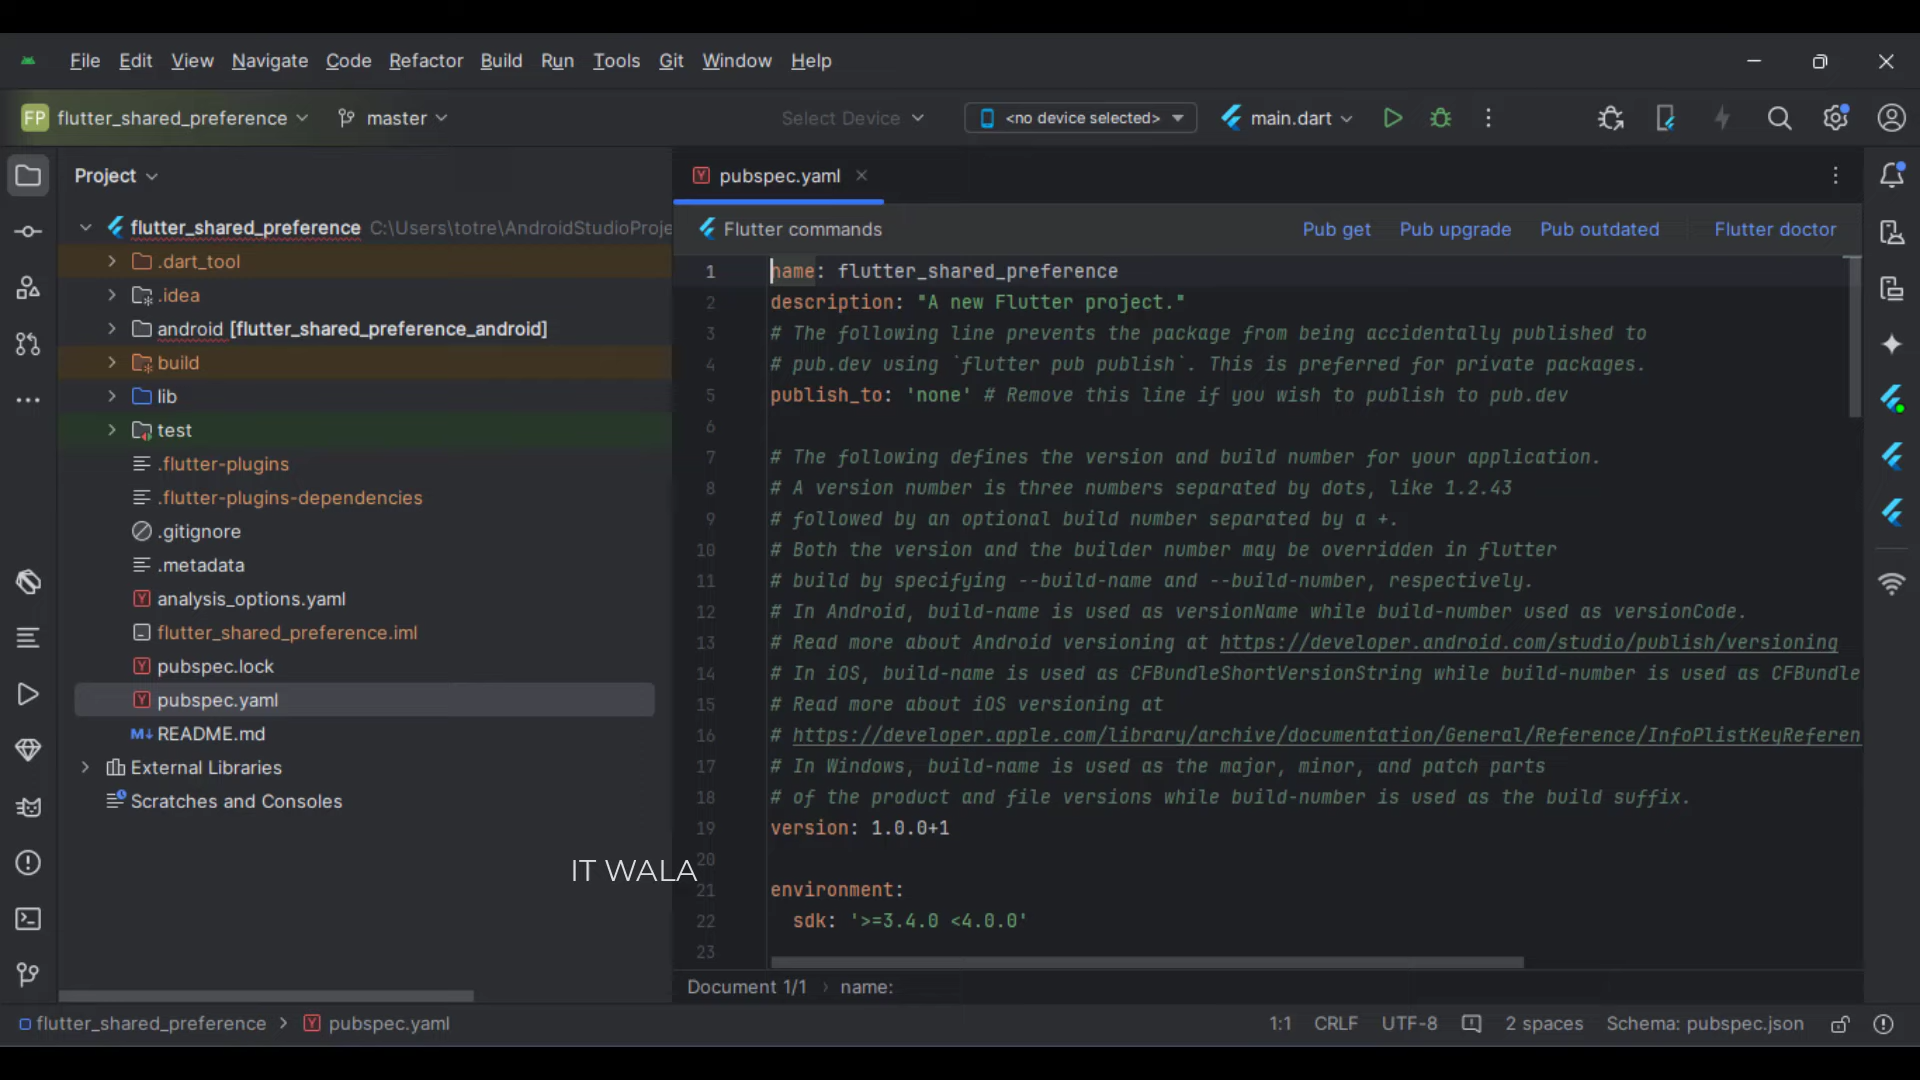 File Edit View Navigate Code Refactor Build Run Tools Git Window Help
FP flutter_shared_preference master Select Device <no device selected> main.dart
Project
pubspec.yaml
flutter_shared_preference C:\Users\totre\AndroidStudioProje
.dart_tool
.idea
android [flutter_shared_preference_android]
build
lib
test
.flutter-plugins
.flutter-plugins-dependencies
.gitignore
.metadata
analysis_options.yaml
flutter_shared_preference.iml
pubspec.lock
pubspec.yaml
README.md
External Libraries
Scratches and Consoles
Flutter commands Pub get Pub upgrade Pub outdated Flutter doctor
1 name: flutter_shared_preference
2 description: "A new Flutter project."
3 # The following line prevents the package from being accidentally published to
4 # pub.dev using `flutter pub publish`. This is preferred for private packages.
5 publish_to: 'none' # Remove this line if you wish to publish to pub.dev
6
7 # The following defines the version and build number for your application.
8 # A version number is three numbers separated by dots, like 1.2.43
9 # followed by an optional build number separated by a +.
10 # Both the version and the builder number may be overridden in flutter
11 # build by specifying --build-name and --build-number, respectively.
12 # In Android, build-name is used as versionName while build-number used as versionCode.
13 # Read more about Android versioning at https://developer.android.com/studio/publish/versioning
14 # In iOS, build-name is used as CFBundleShortVersionString while build-number is used as CFBundle
15 # Read more about iOS versioning at
16 # https://developer.apple.com/library/archive/documentation/General/Reference/InfoPlistKeyReferen
17 # In Windows, build-name is used as the major, minor, and patch parts
18 # of the product and file versions while build-number is used as the build suffix.
19 version: 1.0.0+1
20
21 environment:
22 sdk: '>=3.4.0 <4.0.0'
23
IT WALA
Document 1/1 name:
flutter_shared_preference pubspec.yaml 1:1 CRLF UTF-8 2 spaces Schema: pubspec.json